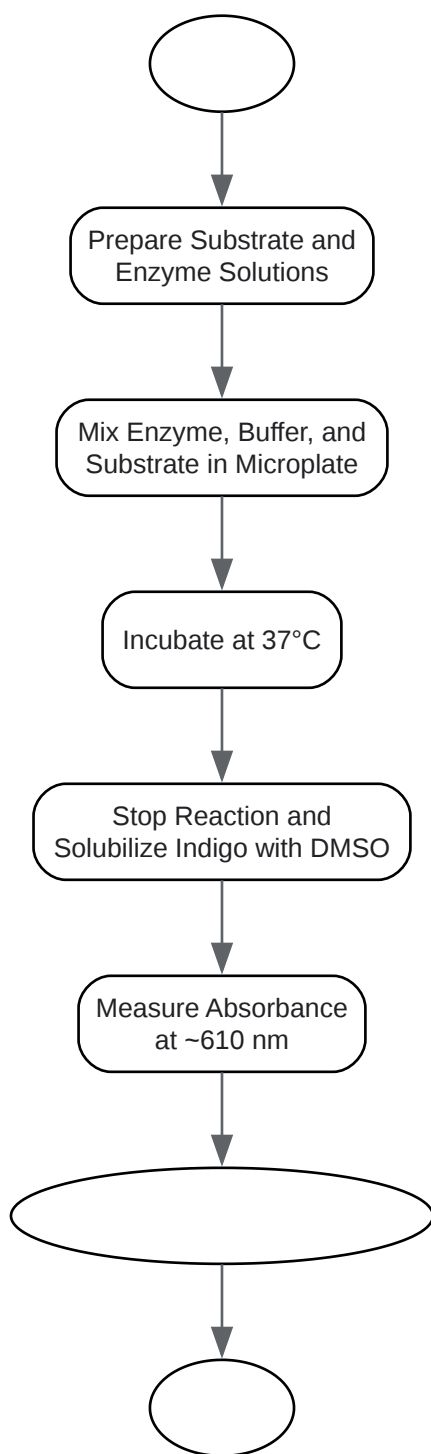 Prepare Substrate and
Enzyme Solutions
Mix Enzyme, Buffer, and
Substrate in Microplate
Incubate at 37°C
Stop Reaction and
Solubilize Indigo with DMSO
Measure Absorbance
at ~610 nm